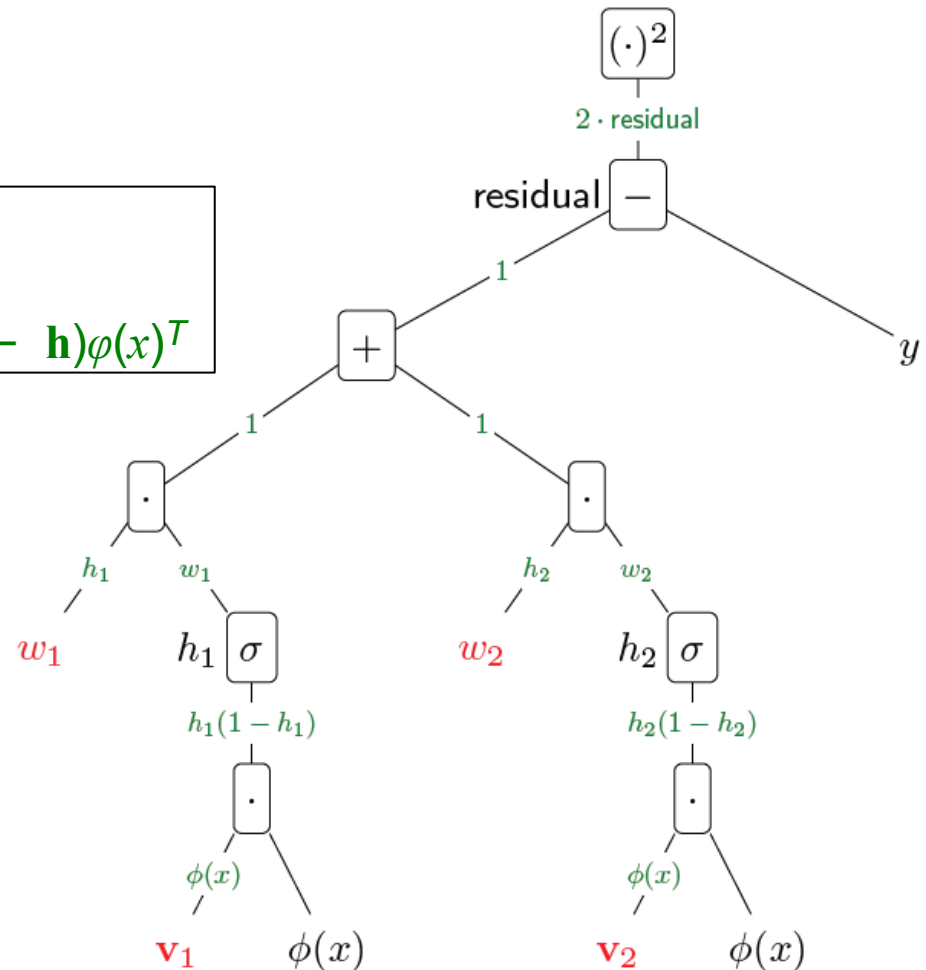 (·)²
2 · residual
residual −
1
– h)φ(x)ᵀ
+
y
1 1
· ·
h₁ w₁ h₂ w₂
w₁ h₁ σ w₂ h₂ σ
h₁(1 − h₁) h₂(1 − h₂)
· ·
ϕ(x) ϕ(x)
v₁ ϕ(x) v₂ ϕ(x)